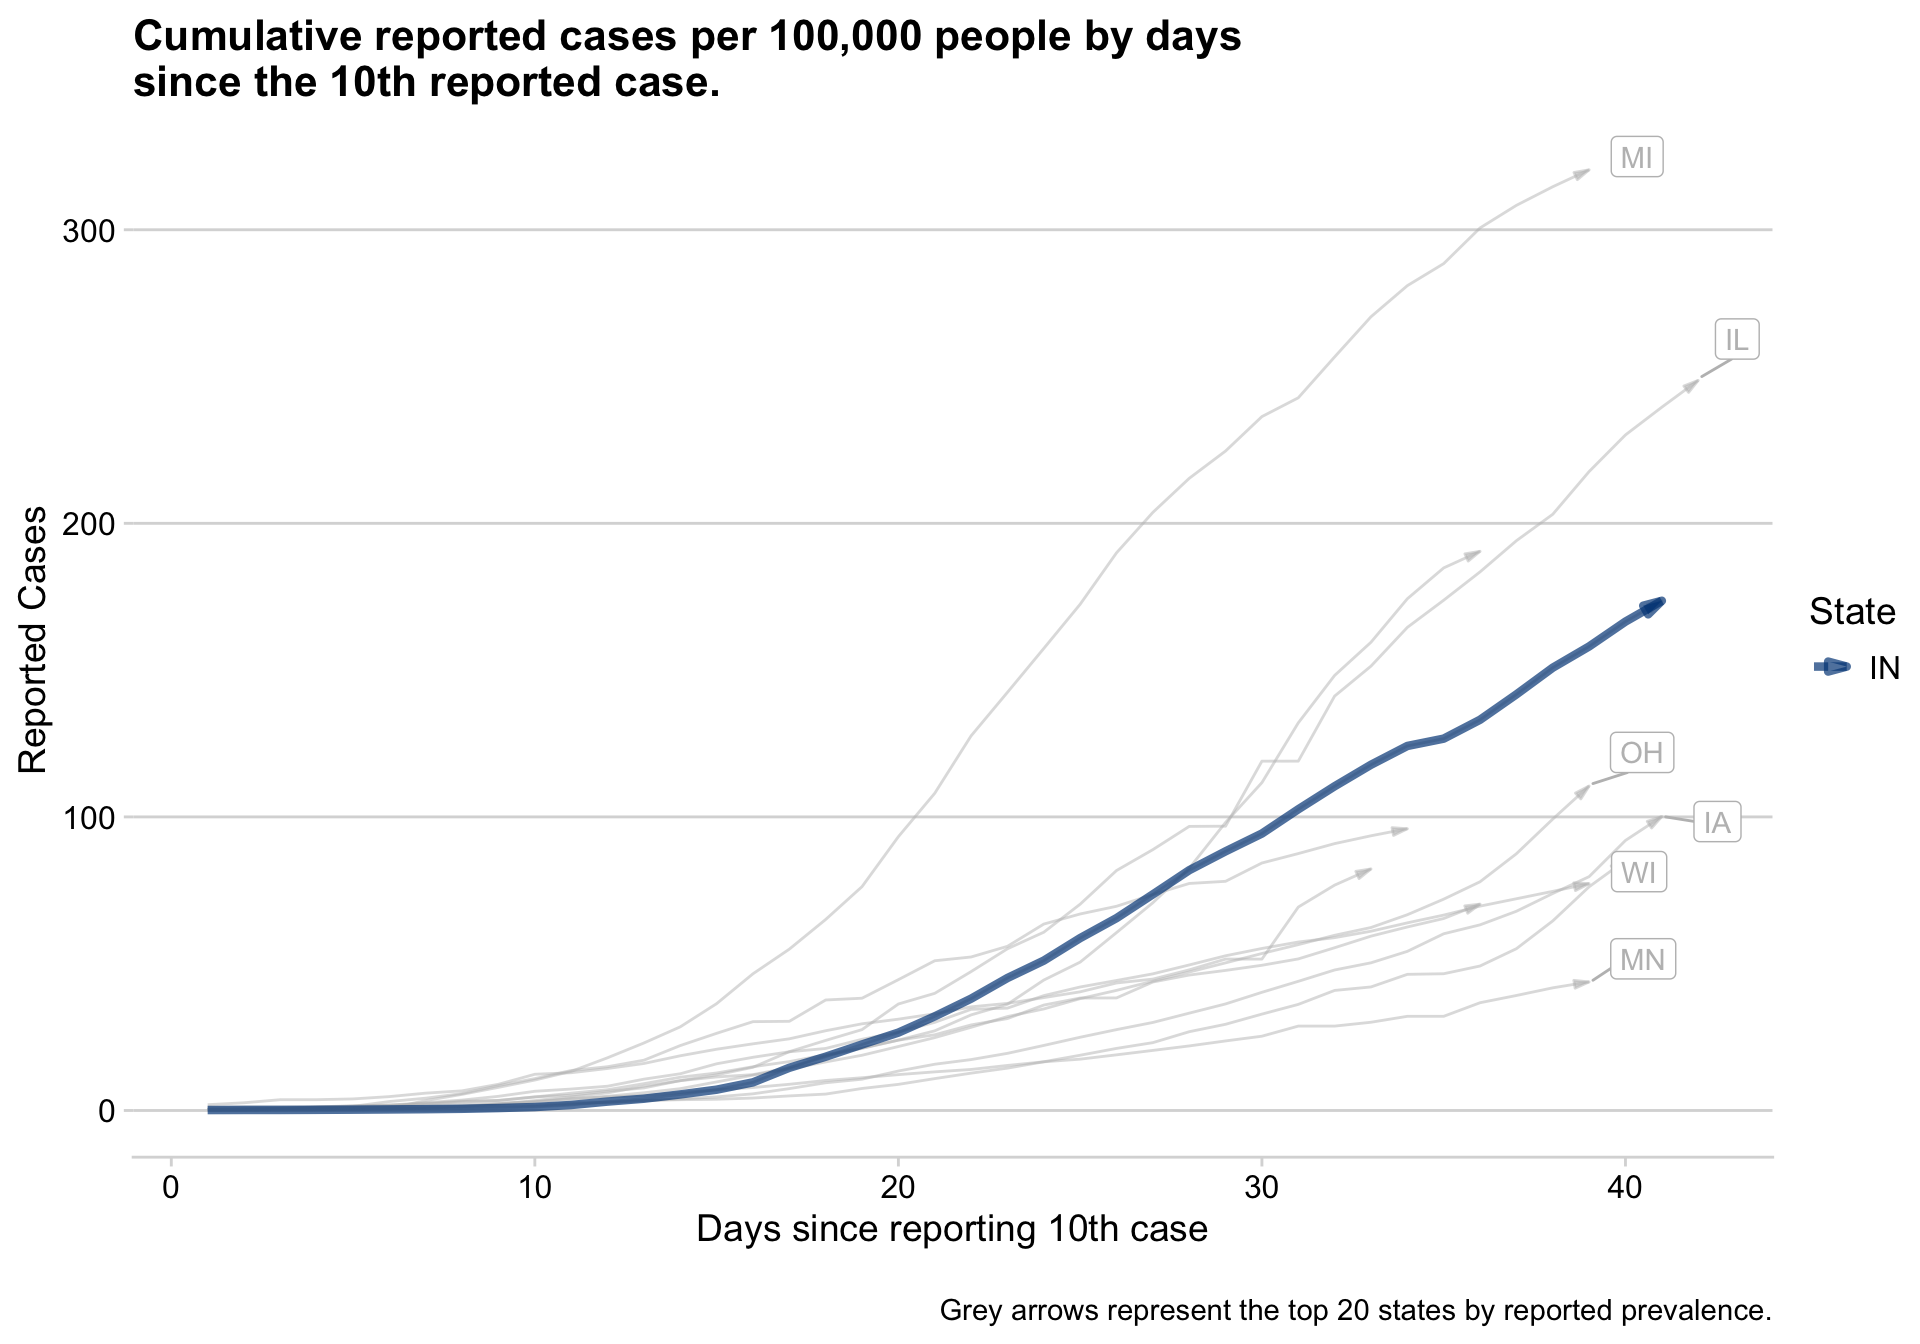 Cumulative reported cases per 100,000 people by days
since the 10th reported case.
MI
300
IL
200
Reported Cases
State
IN
OH
100
IA
WI
MN
0
0 10 20 30 40
Days since reporting 10th case
Grey arrows represent the top 20 states by reported prevalence.